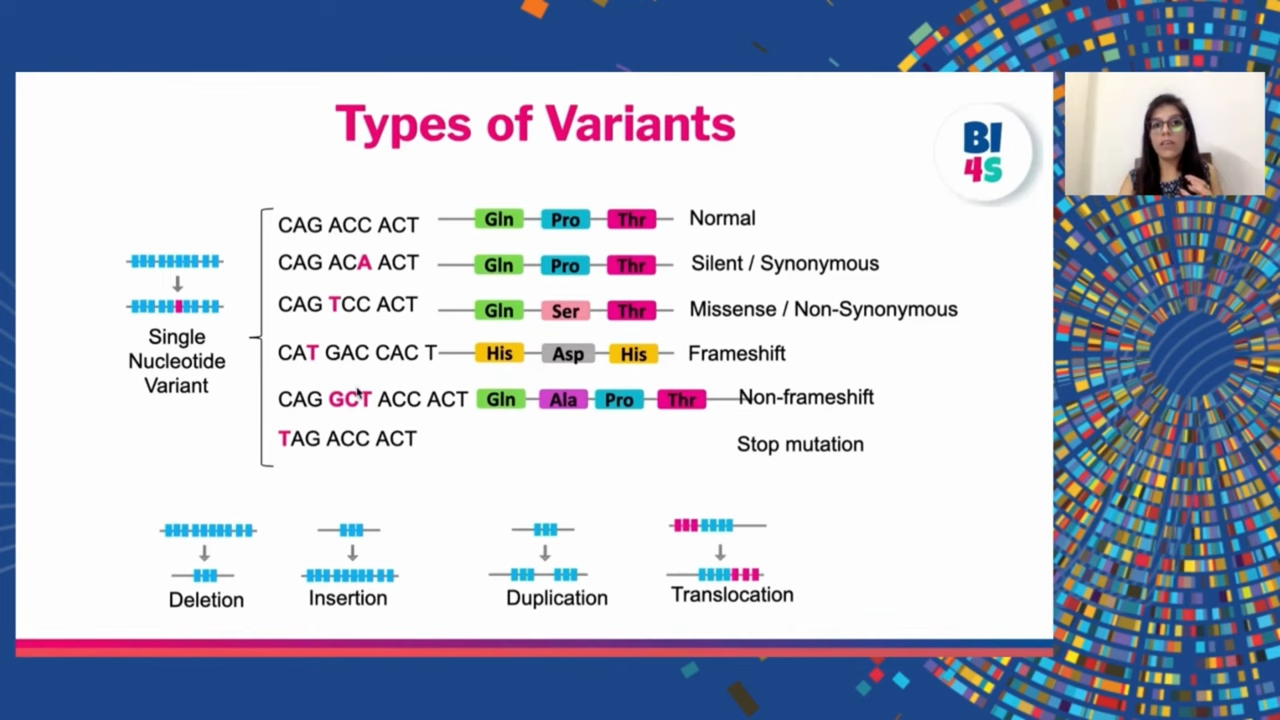 Types of Variants
BI
4S
CAG ACC ACT Gln Pro Thr Normal
CAG ACA ACT Gln Pro Thr Silent / Synonymous
CAG TCC ACT Gln Ser Thr Missense / Non-Synonymous
CAT GAC CAC T His Asp His Frameshift
CAG GCT ACC ACT Gln Ala Pro Thr Non-frameshift
TAG ACC ACT Stop mutation
Single
Nucleotide
Variant
Deletion
Insertion
Duplication
Translocation